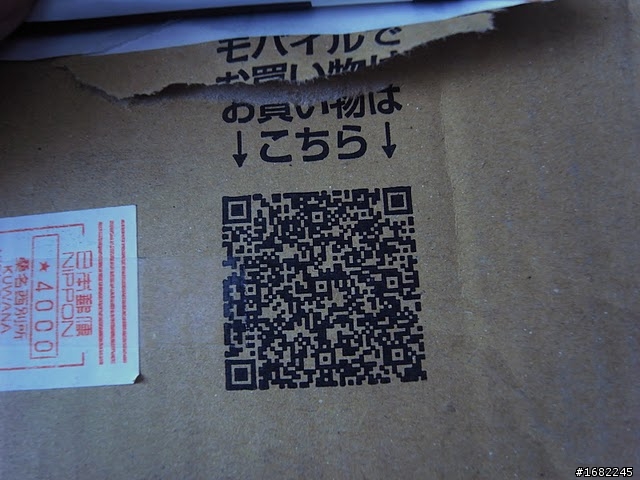 モバイルで
お買い物は
お買い物は
↓こちら↓
日本郵便
NIPPON
★4000
KUWANA
#1682245